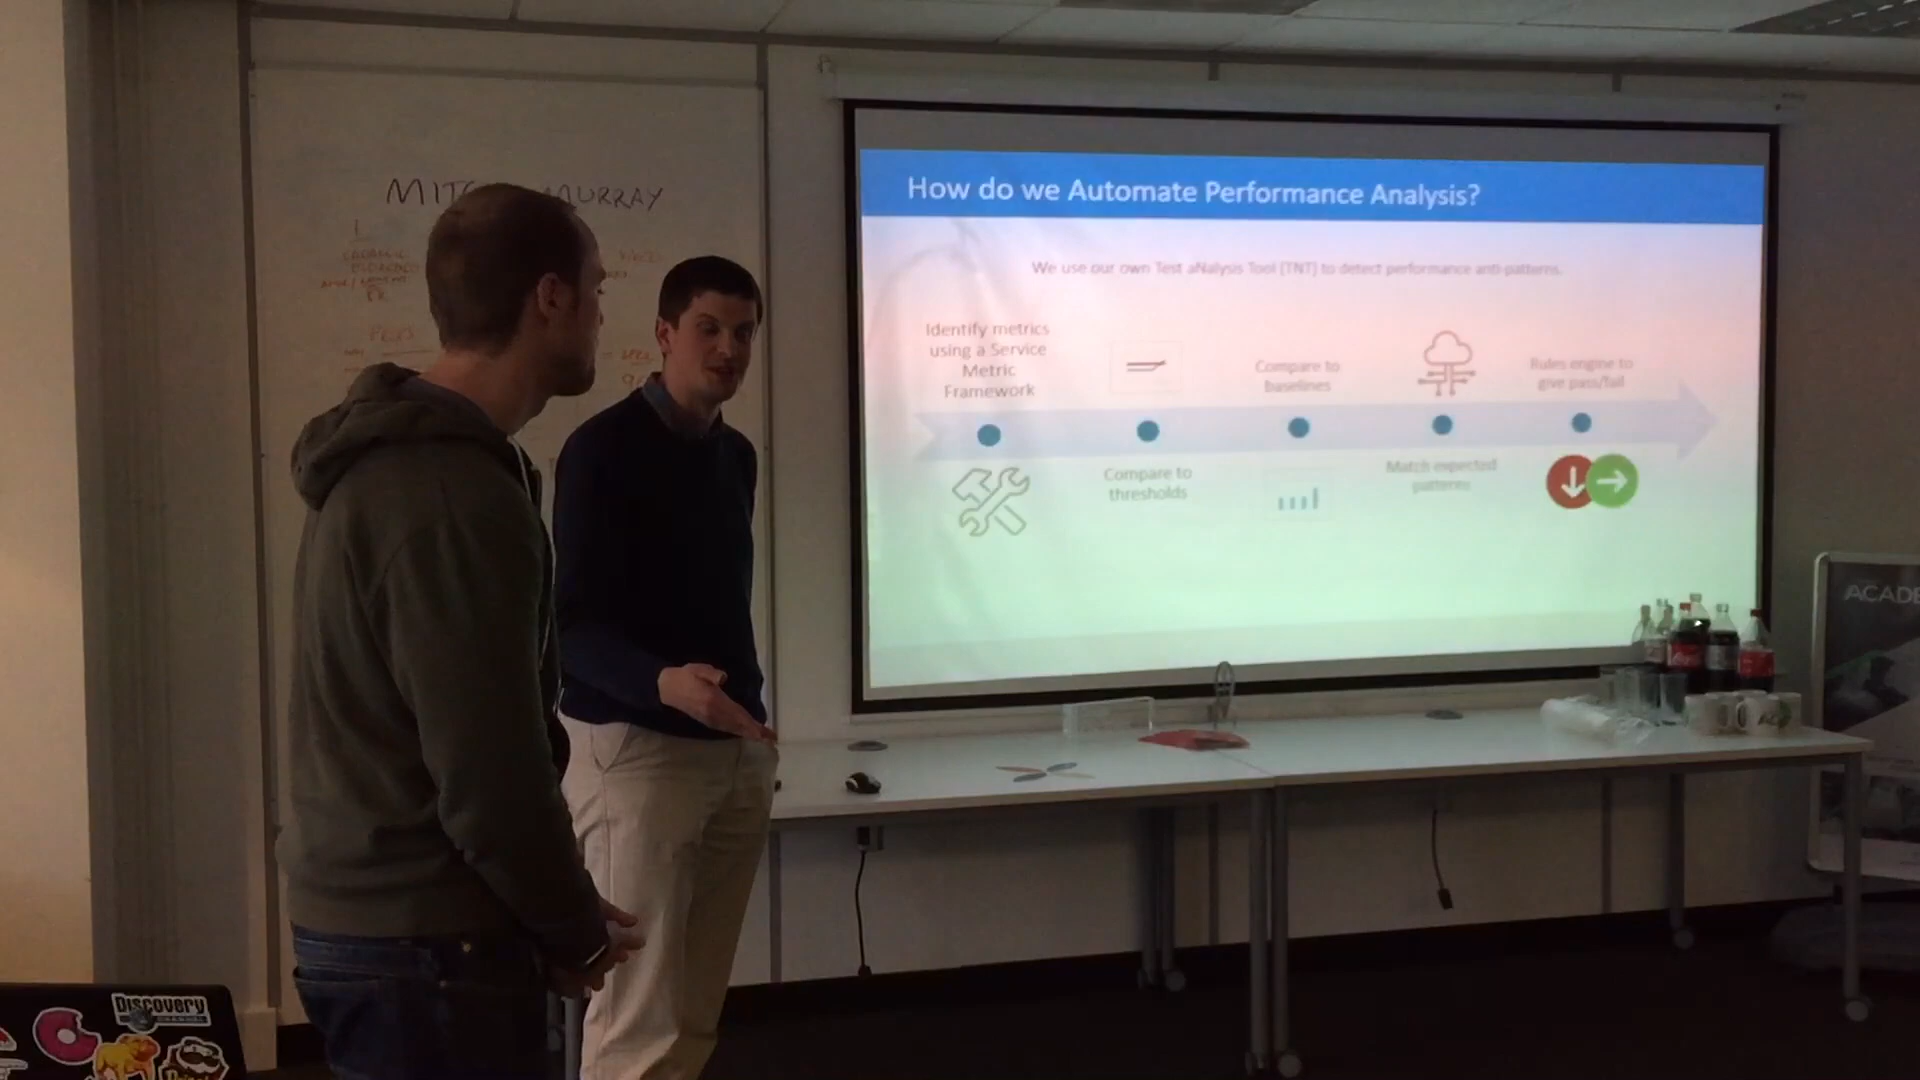 MURRAY
How do we Automate Performance Analysis?
We use our own Test aNalysis Tool (TNT) to detect performance anti-patterns.
Identify metrics
using a Service
Metric
Framework
Compare to
thresholds
Compare to
baselines
Match expected
patterns
Rules engine to
give pass/fail
ACADE
Discovery
CHANNEL